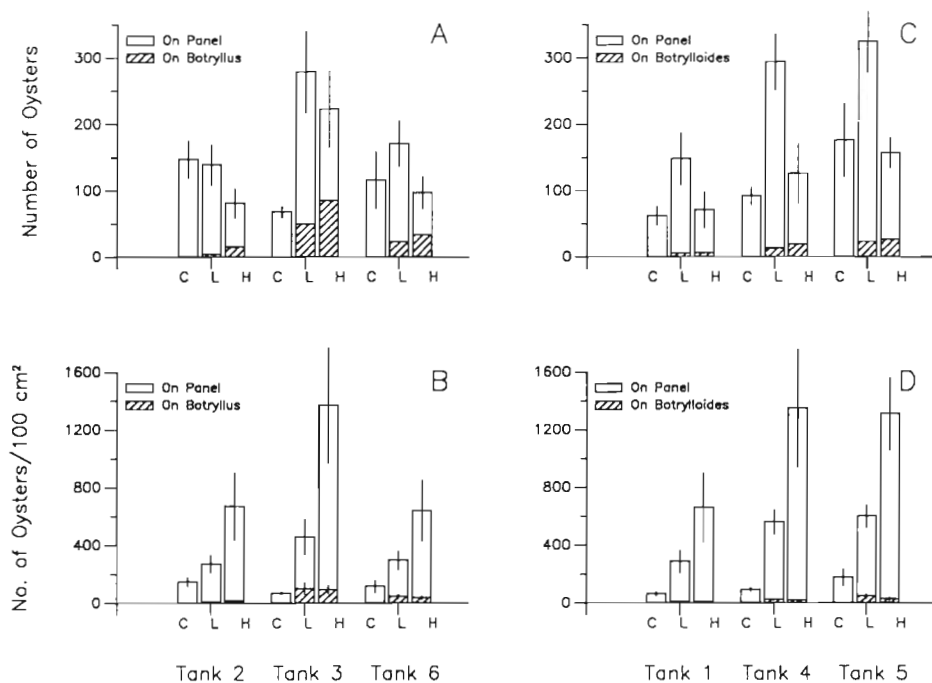 A
On Panel
On Botryllus
Number of Oysters
300
200
100
0
C L H C L H C L H
C
On Panel
On Botrylloides
300
200
100
0
C L H C L H C L H
B
On Panel
On Botryllus
No. of Oysters/100 cm²
1600
1200
800
400
0
C L H C L H C L H
Tank 2 Tank 3 Tank 6
D
On Panel
On Botrylloides
1600
1200
800
400
0
C L H C L H C L H
Tank 1 Tank 4 Tank 5